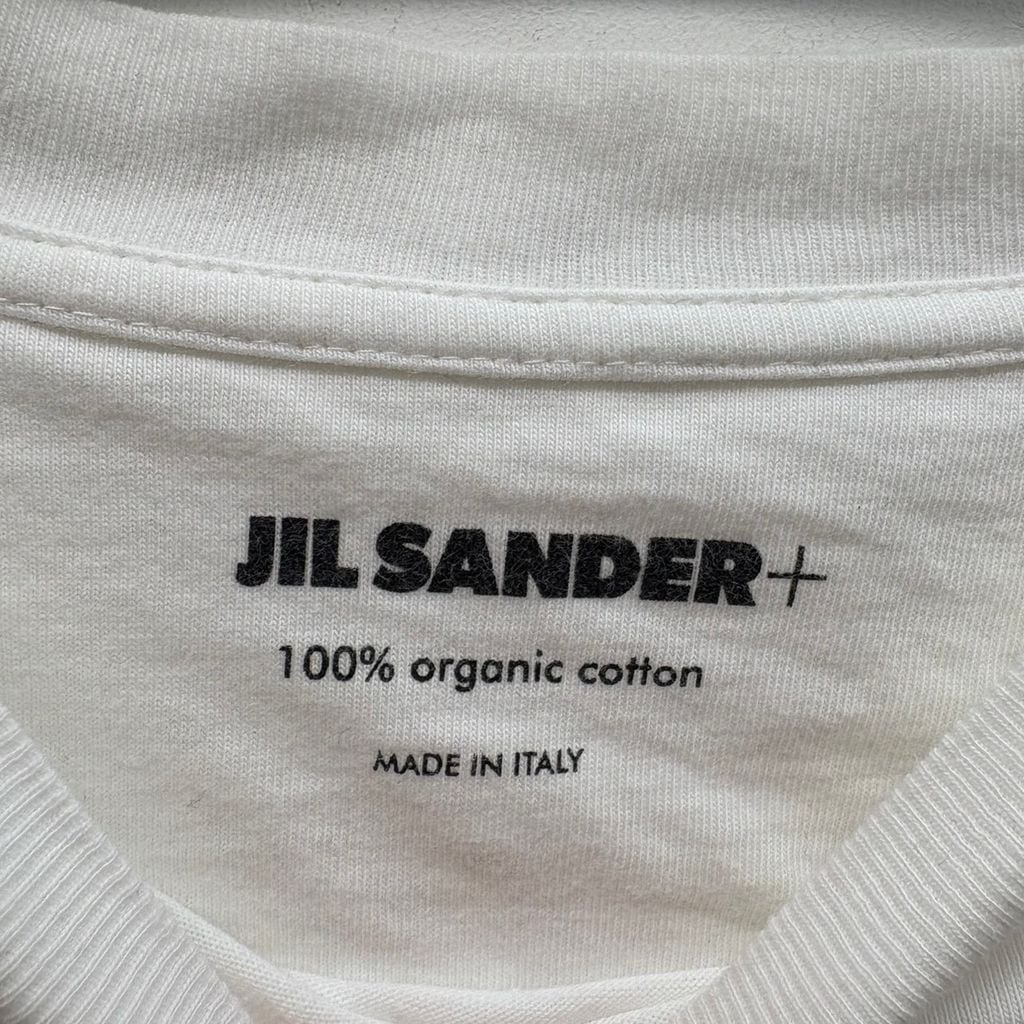 JIL SANDER+
100% organic cotton
MADE IN ITALY